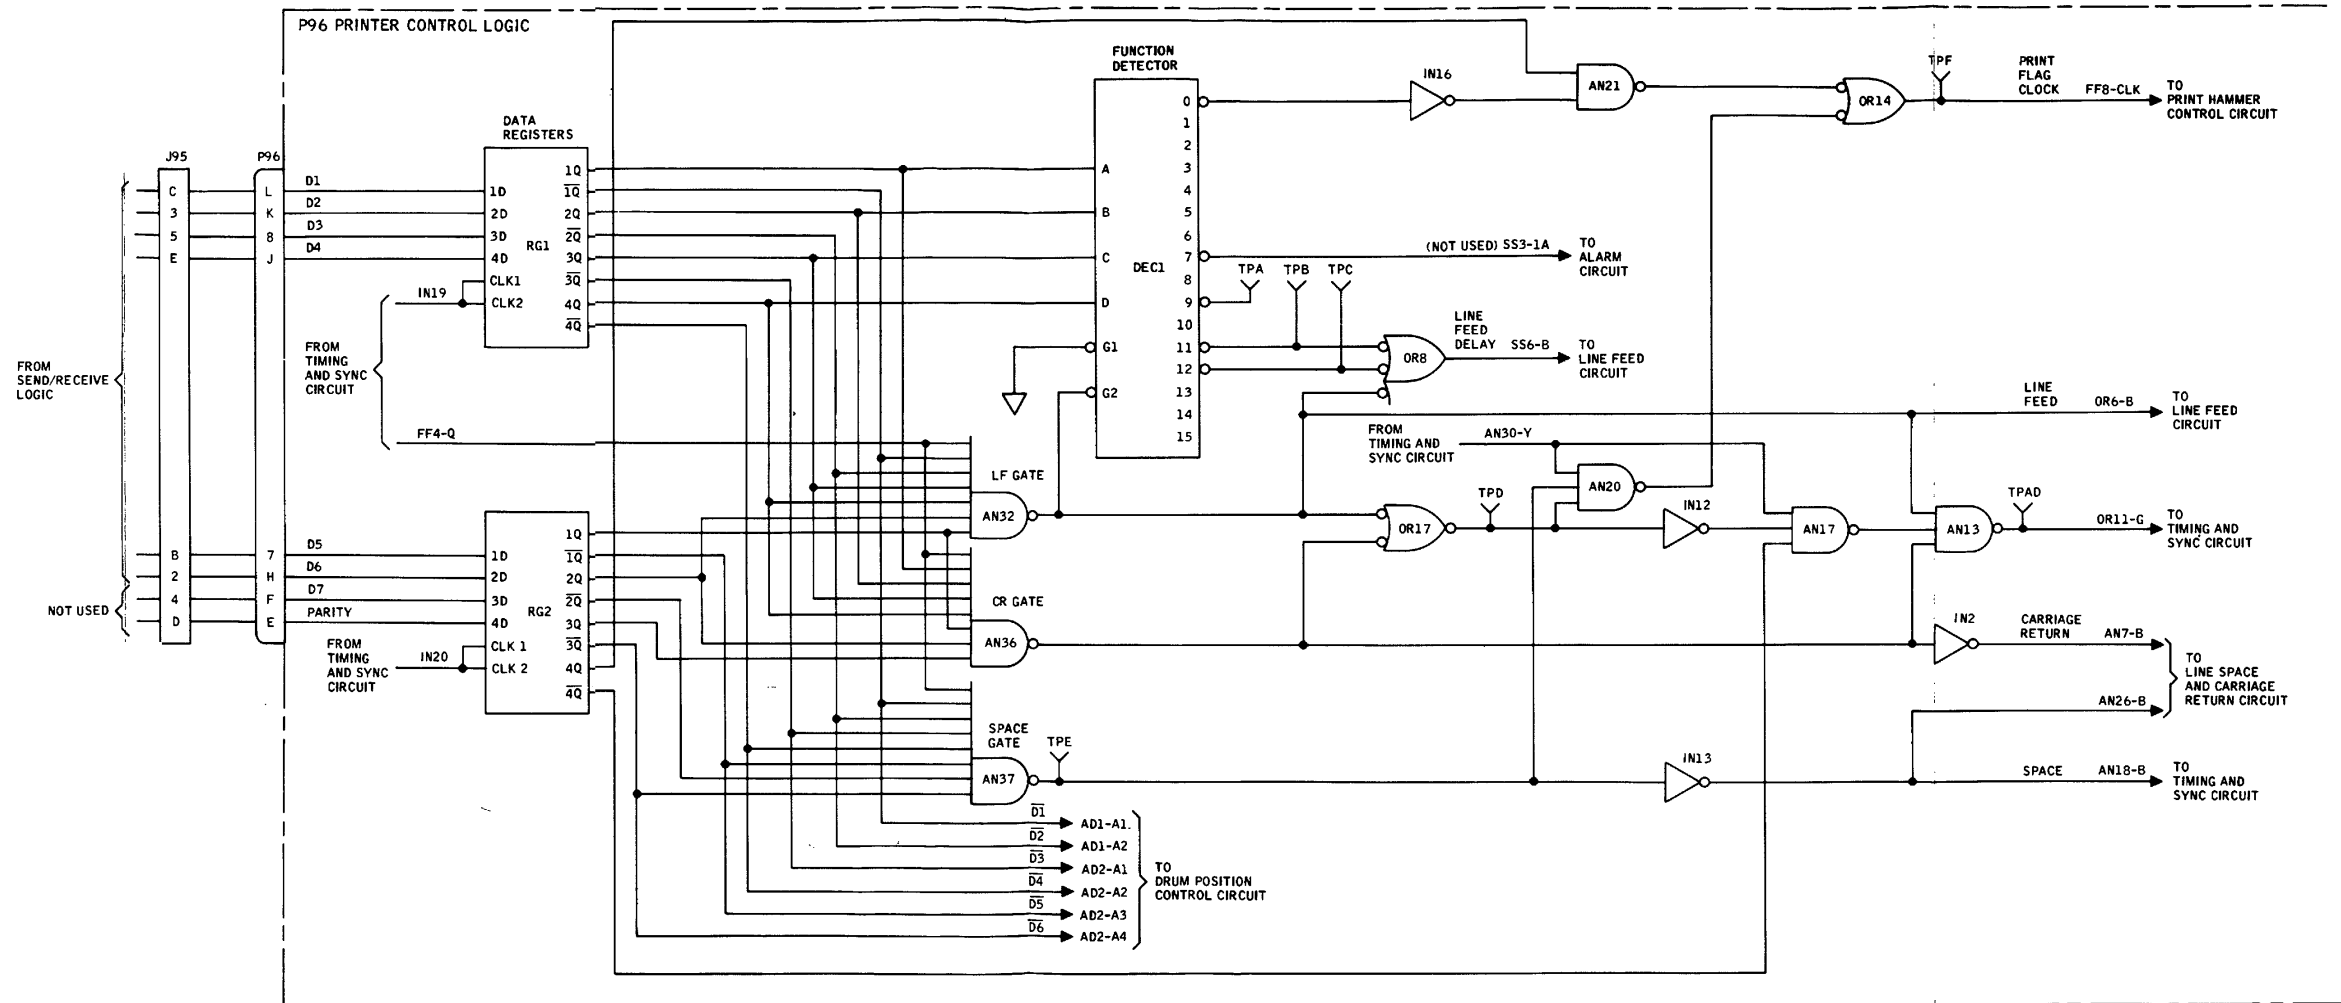 P96 PRINTER CONTROL LOGIC
J95
P96
C
3
5
E
B
2
4
D
L
K
8
J
7
H
F
E
D1
D2
D3
D4
D5
D6
D7
PARITY
FROM
SEND/RECEIVE
LOGIC
NOT USED
IN19
FROM
TIMING
AND SYNC
CIRCUIT
FF4-Q
FROM
TIMING
AND SYNC
CIRCUIT
IN20
DATA
REGISTERS
1D
2D
3D
4D
CLK1
CLK2
RG1
1Q
1Q̅
2Q
2Q̅
3Q
3Q̅
4Q
4Q̅
1D
2D
3D
4D
CLK 1
CLK 2
RG2
1Q
1Q̅
2Q
2Q̅
3Q
3Q̅
4Q
4Q̅
FUNCTION
DETECTOR
A
B
C
D
G1
G2
DEC1
0
1
2
3
4
5
6
7
8
9
10
11
12
13
14
15
LF GATE
AN32
CR GATE
AN36
SPACE
GATE
AN37
TPE
D1̅ AD1-A1.
D2̅ AD1-A2
D3̅ AD2-A1
D4̅ AD2-A2
D5̅ AD2-A3
D6̅ AD2-A4
TO
DRUM POSITION
CONTROL CIRCUIT
IN16
AN21
OR14
TPF
PRINT
FLAG
CLOCK
FF8-CLK
TO
PRINT HAMMER
CONTROL CIRCUIT
(NOT USED) SS3-1A
TO
ALARM
CIRCUIT
TPA
TPB
TPC
OR8
LINE
FEED
DELAY
SS6-B
TO
LINE FEED
CIRCUIT
LINE
FEED
OR6-B
TO
LINE FEED
CIRCUIT
FROM
TIMING AND
SYNC CIRCUIT
AN30-Y
AN20
OR17
TPD
IN12
AN17
AN13
TPAD
OR11-G
TO
TIMING AND
SYNC CIRCUIT
IN2
CARRIAGE
RETURN
AN7-B
AN26-B
TO
LINE SPACE
AND CARRIAGE
RETURN CIRCUIT
IN13
SPACE
AN18-B
TO
TIMING AND
SYNC CIRCUIT